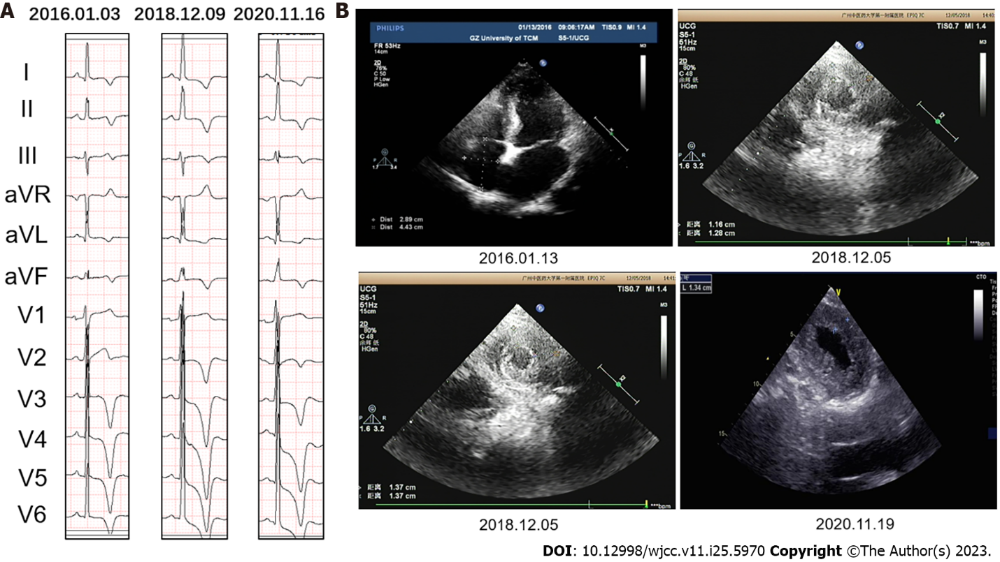 A 2016.01.03 2018.12.09 2020.11.16
I
II
III
aVR
aVL
aVF
V1
V2
V3
V4
V5
V6
B
PHILIPS
01/13/2016 09:06:17AM TIS0.9 MI 1.4
GZ University of TCM S5-1/UCG
FR 53Hz
14cm
2D
76%
C 50
P Low
HGen
M3
G
P R
1.7 3.4
Dist 2.89 cm
Dist 4.43 cm
2016.01.13
广州中医药大学第一附属医院 EPIQ 7C 12/05/2018 14:40
UCG
S5-1
51Hz
15cm
TIS0.7 MI 1.4
M3
2D
80%
C 48
HGen
G
P R
1.6 3.2
距离 1.16 cm
距离 1.28 cm
***bpm
2018.12.05
广州中医药大学第一附属医院 EPIQ 7C 12/05/2018 14:41
UCG
S5-1
51Hz
15cm
TIS0.7 MI 1.4
M3
2D
80%
C 48
HGen
G
P R
1.6 3.2
距离 1.37 cm
距离 1.37 cm
***bpm
2018.12.05
L 1.34 cm
CTO
V
5
10
15
2020.11.19
DOI: 10.12998/wjcc.v11.i25.5970 Copyright ©The Author(s) 2023.